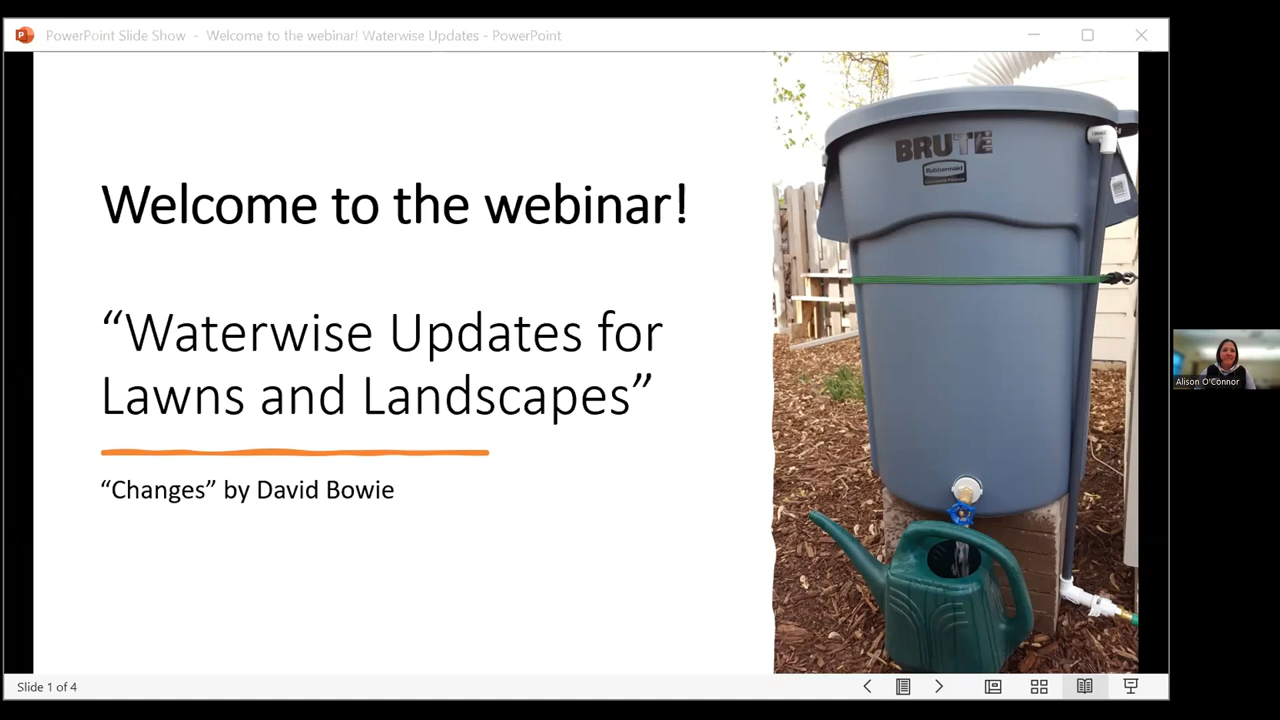 PowerPoint Slide Show - Welcome to the webinar! Waterwise Updates - PowerPoint
Welcome to the webinar!
“Waterwise Updates for
Lawns and Landscapes”
“Changes” by David Bowie
BRUTE
Rubbermaid
Alison O'Connor
Slide 1 of 4